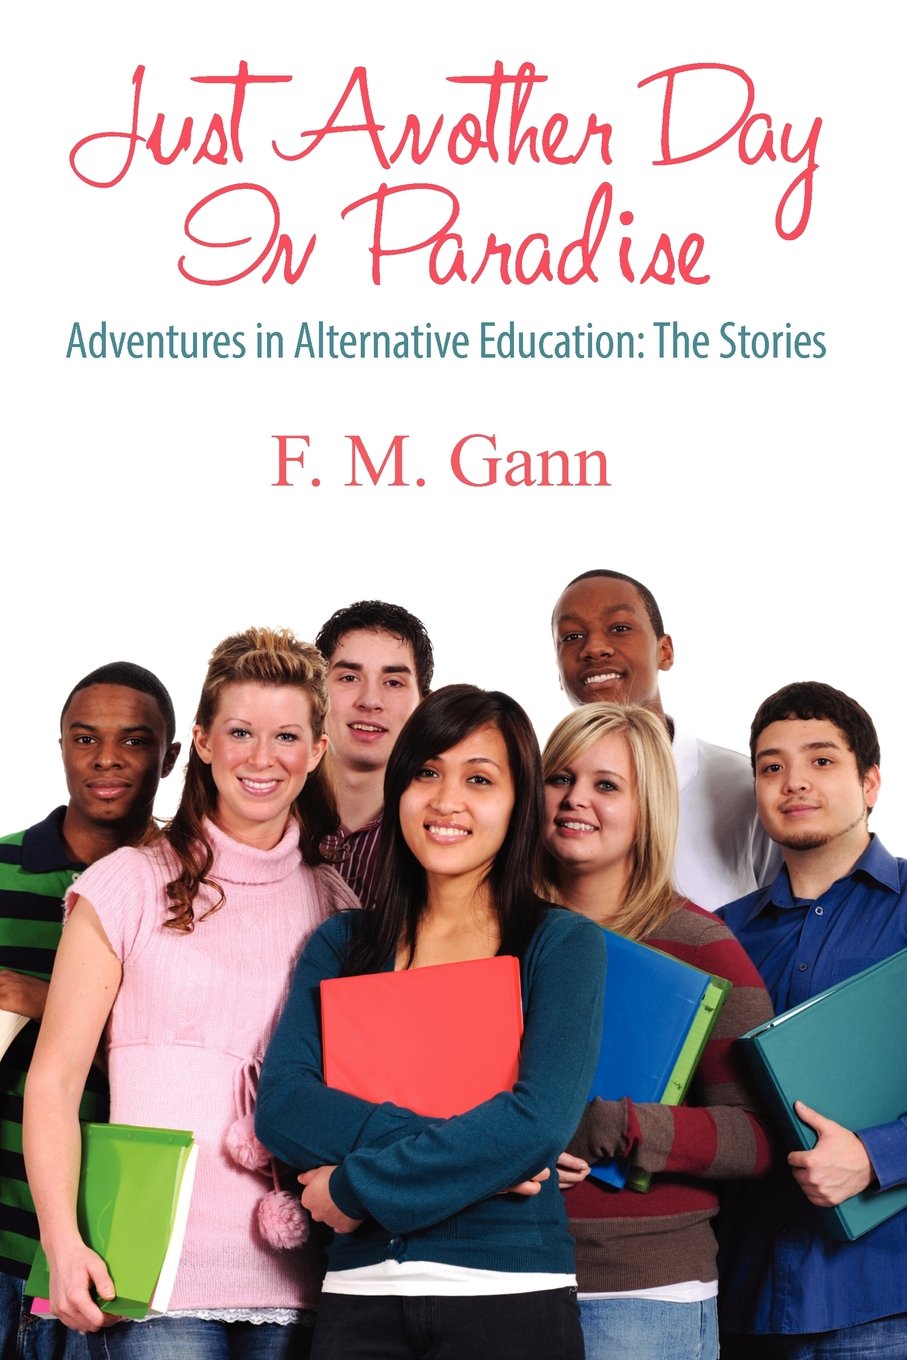 Just Another Day
In Paradise
Adventures in Alternative Education: The Stories
F. M. Gann